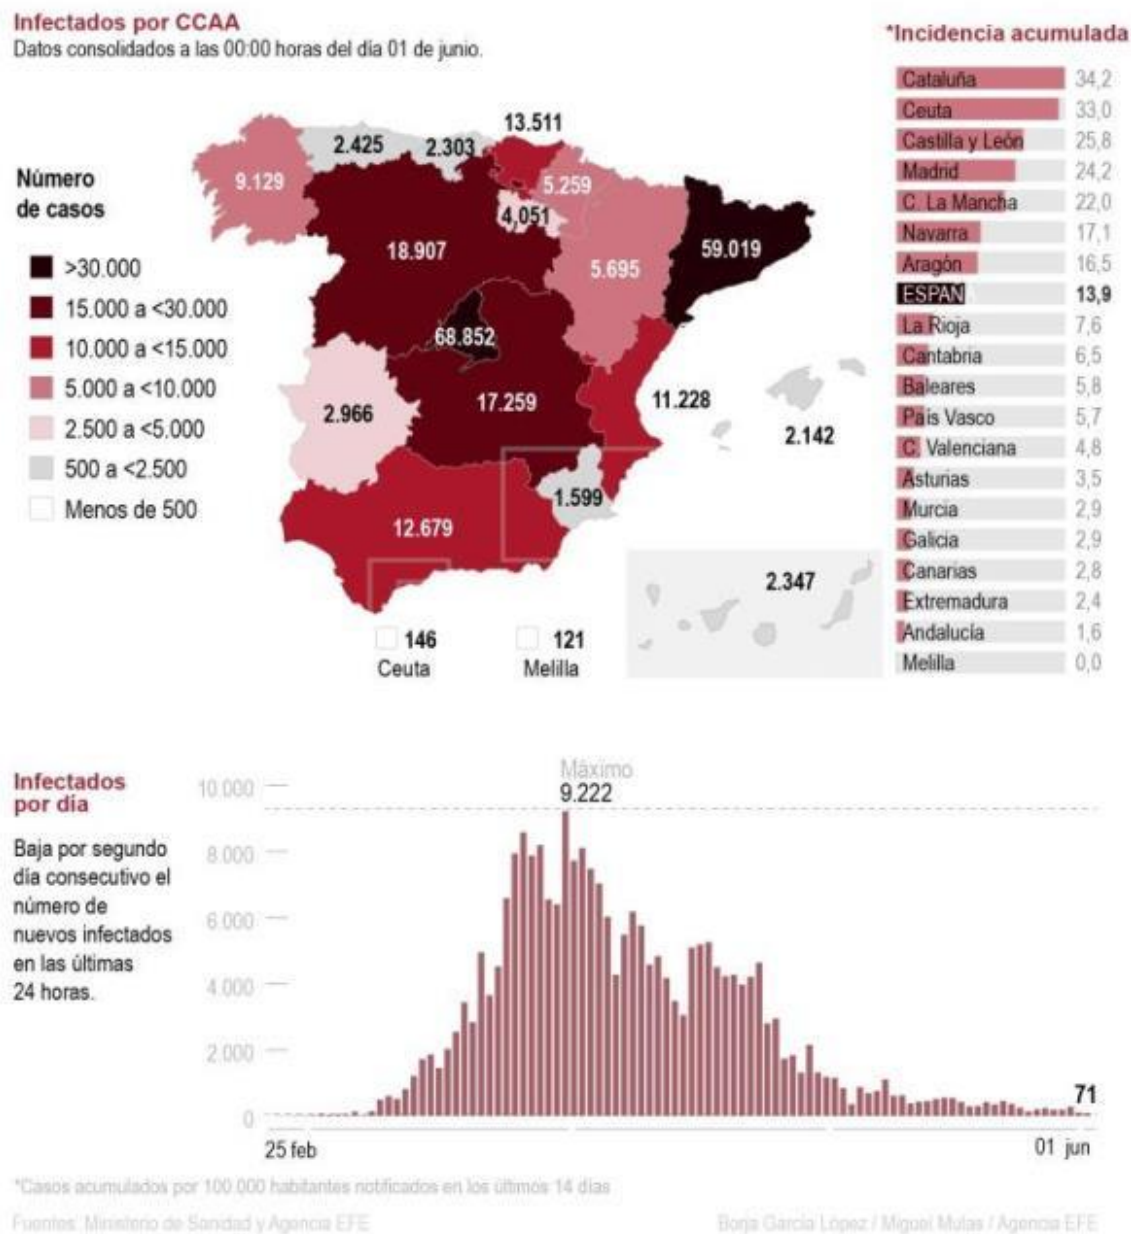 Infectados por CCAA
Datos consolidados a las 00:00 horas del día 01 de junio.
*Incidencia acumulada
Cataluña 34,2
Ceuta 33,0
Castilla y León 25,8
Madrid 24,2
C. La Mancha 22,0
Navarra 17,1
Aragón 16,5
ESPAÑ 13,9
La Rioja 7,6
Cantabria 6,5
Baleares 5,8
País Vasco 5,7
C. Valenciana 4,8
Asturias 3,5
Murcia 2,9
Galicia 2,9
Canarias 2,8
Extremadura 2,4
Andalucía 1,6
Melilla 0,0
Número
de casos
>30.000
15.000 a <30.000
10.000 a <15.000
5.000 a <10.000
2.500 a <5.000
500 a <2.500
Menos de 500
13.511
2.425
2.303
9.129
5.259
4,051
18.907
59.019
5.695
68.852
17.259
11.228
2.966
2.142
1.599
12.679
2.347
146
Ceuta
121
Melilla
Infectados
por día
Baja por segundo
día consecutivo el
número de
nuevos infectados
en las últimas
24 horas.
Máximo
9.222
10.000
8.000
6.000
4.000
2.000
0
71
25 feb
01 jun
*Casos acumulados por 100.000 habitantes notificados en los últimos 14 días
Fuentes: Ministerio de Sanidad y Agencia EFE
Borja García López / Miguel Mulas / Agencia EFE